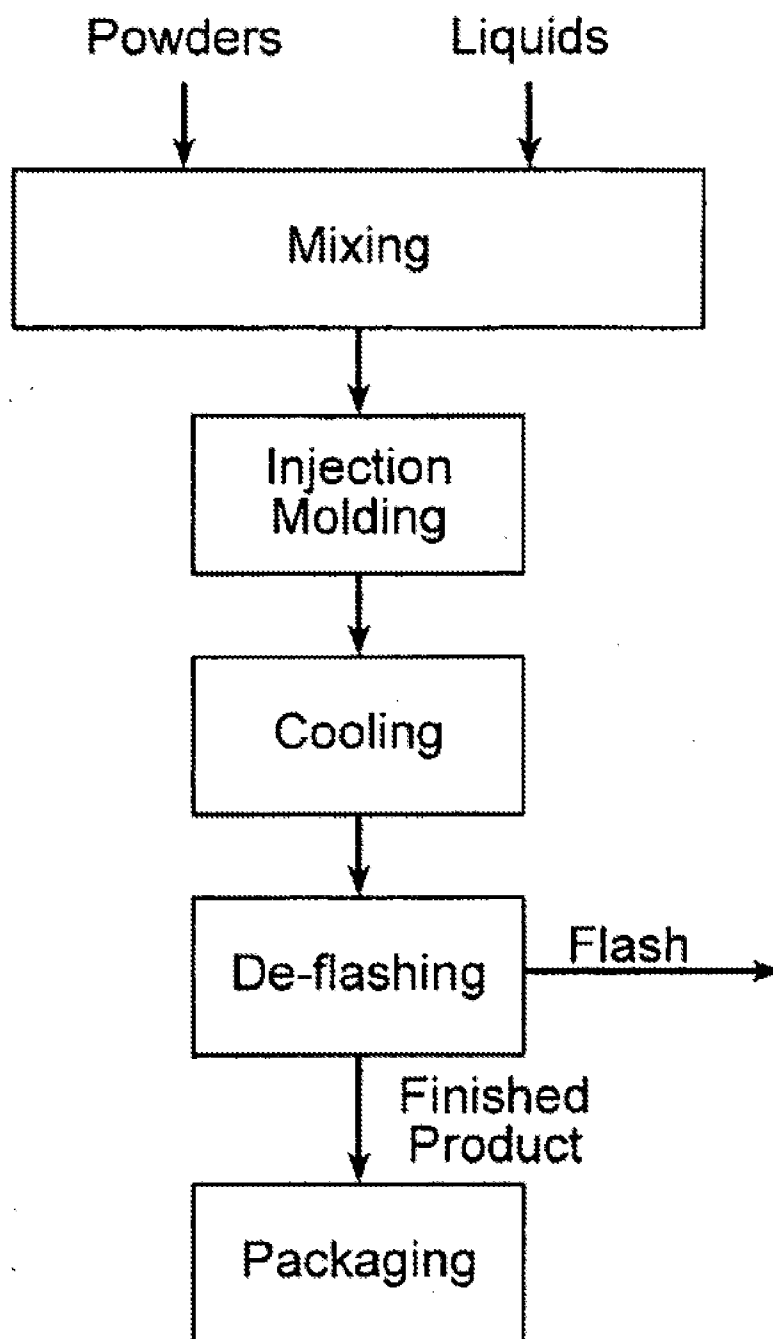 Powders
Liquids
Mixing
Injection
Molding
Cooling
De-flashing
Flash
Finished
Product
Packaging